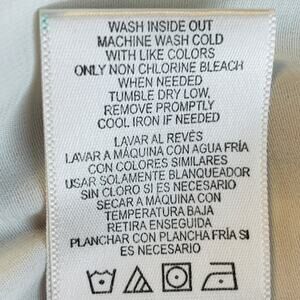 WASH INSIDE OUT
MACHINE WASH COLD
WITH LIKE COLORS
ONLY NON CHLORINE BLEACH
WHEN NEEDED
TUMBLE DRY LOW,
REMOVE PROMPTLY
COOL IRON IF NEEDED
LAVAR AL REVÉS
LAVAR A MÁQUINA CON AGUA FRÍA
CON COLORES SIMILARES
USAR SOLAMENTE BLANQUEADOR
SIN CLORO SI ES NECESARIO
SECAR A MÁQUINA CON
TEMPERATURA BAJA
RETIRA ENSEGUIDA
PLANCHAR CON PLANCHA FRÍA SI
ES NECESARIO